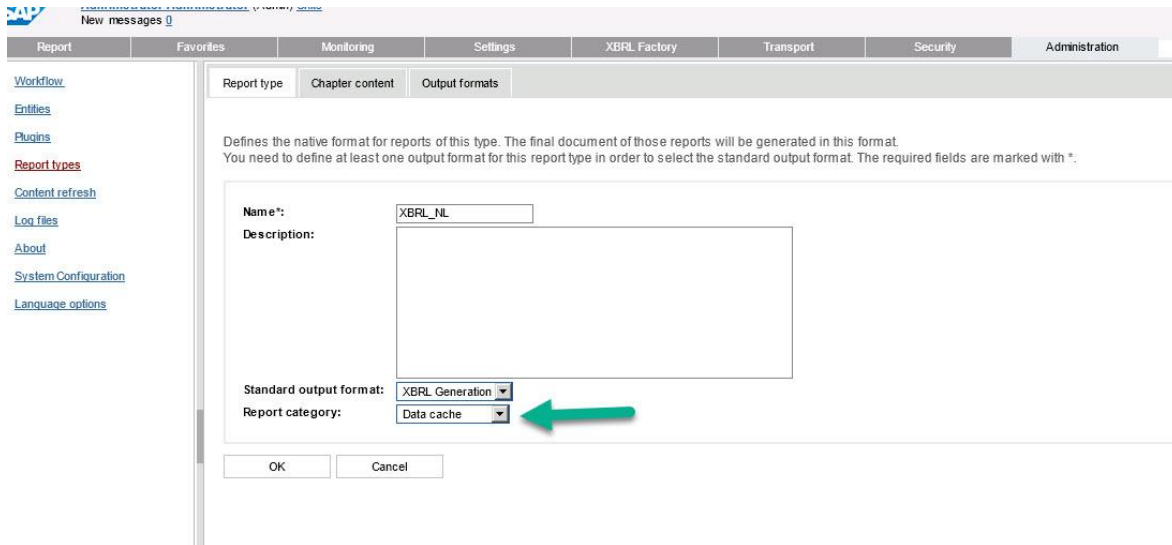 SAP
New messages 0
Report Favorites Monitoring Settings XBRL Factory Transport Security Administration
Workflow
Entities
Plugins
Report types
Content refresh
Log files
About
System Configuration
Language options
Report type Chapter content Output formats
Defines the native format for reports of this type. The final document of those reports will be generated in this format.
You need to define at least one output format for this report type in order to select the standard output format. The required fields are marked with *.
Name*: XBRL_NL
Description:
Standard output format: XBRL Generation
Report category: Data cache
OK Cancel